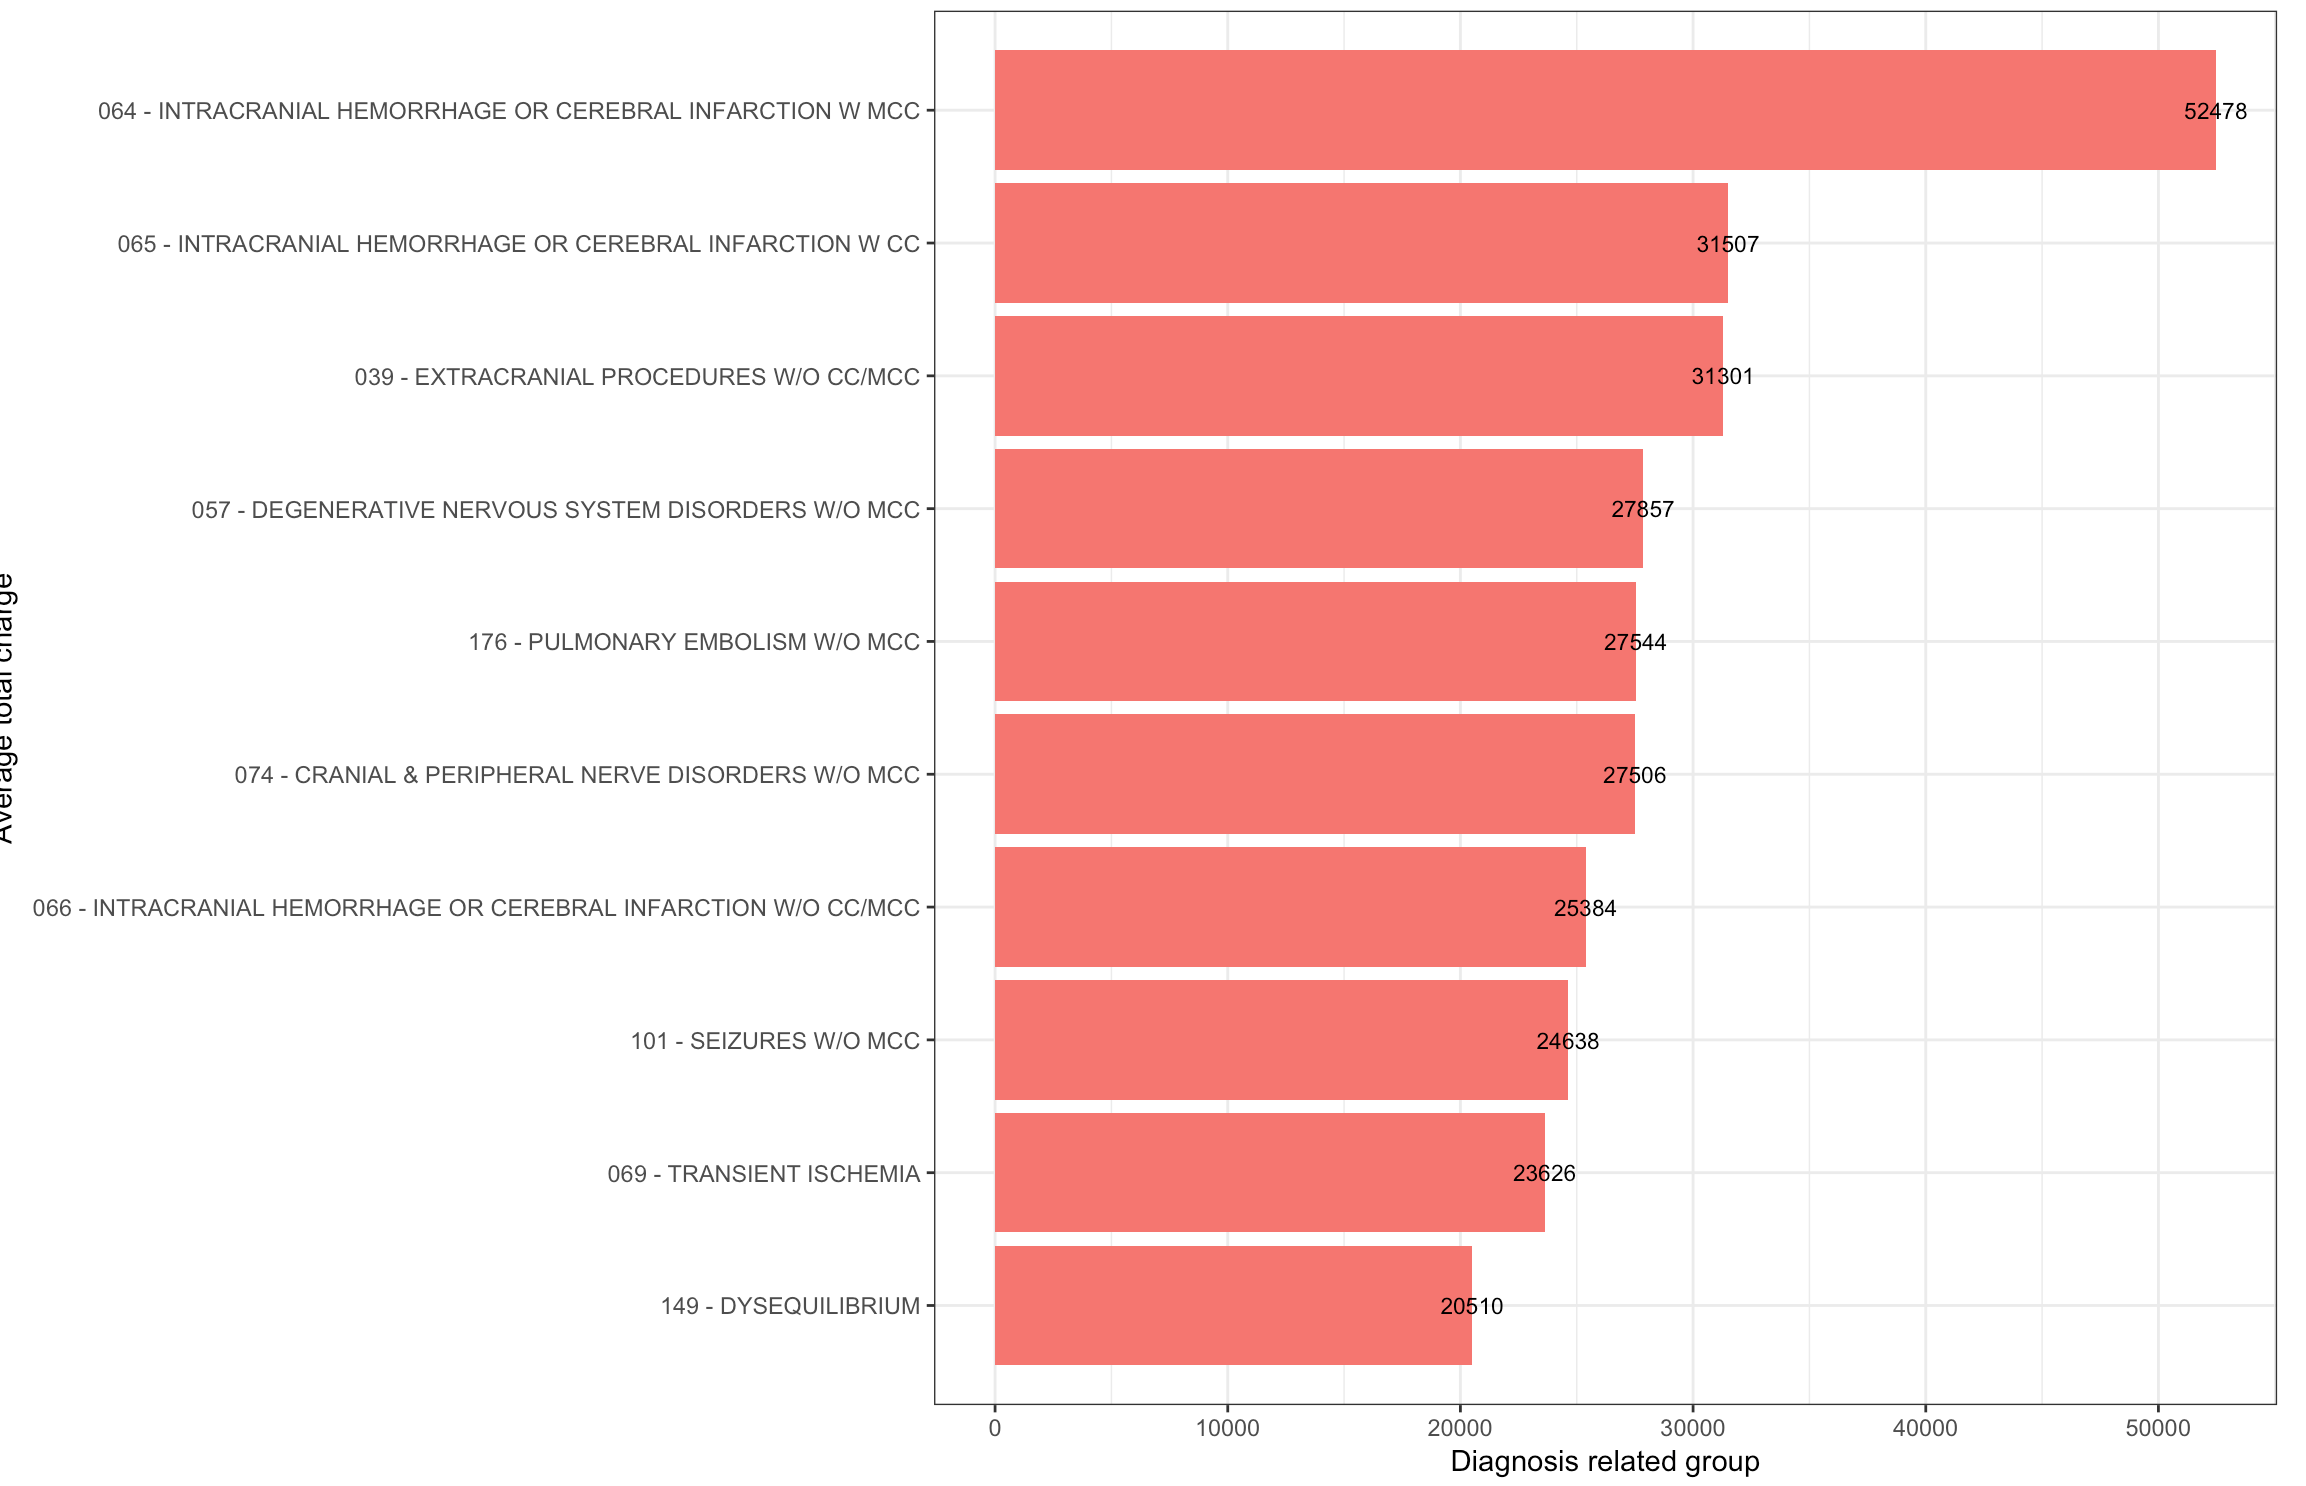 064 - INTRACRANIAL HEMORRHAGE OR CEREBRAL INFARCTION W MCC
52478
065 - INTRACRANIAL HEMORRHAGE OR CEREBRAL INFARCTION W CC
31507
039 - EXTRACRANIAL PROCEDURES W/O CC/MCC
31301
057 - DEGENERATIVE NERVOUS SYSTEM DISORDERS W/O MCC
27857
176 - PULMONARY EMBOLISM W/O MCC
27544
074 - CRANIAL & PERIPHERAL NERVE DISORDERS W/O MCC
27506
066 - INTRACRANIAL HEMORRHAGE OR CEREBRAL INFARCTION W/O CC/MCC
25384
101 - SEIZURES W/O MCC
24638
069 - TRANSIENT ISCHEMIA
23626
149 - DYSEQUILIBRIUM
20510
0 10000 20000 30000 40000 50000
Diagnosis related group
Average total charge